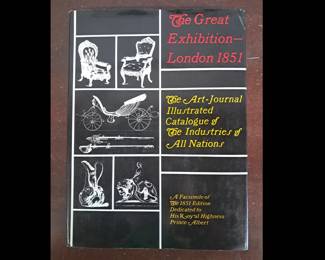 The Great
Exhibition—
London 1851
The Art-Journal
Illustrated
Catalogue of
The Industries of
All Nations
A Facsimile of
The 1851 Edition
Dedicated to
His Royal Highness
Prince Albert